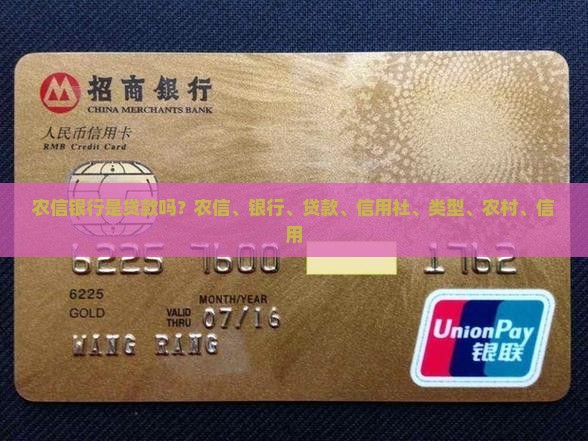 招商銀行
CHINA MERCHANTS BANK
人民币信用卡
RMB Credit Card
农信银行是贷款吗？农信、银行、贷款、信用社、类型、农村、信
用
6225 7600 1762
6225
MONTH/YEAR
GOLD VALID THRU 07/16
WANG RANG
UnionPay
银联